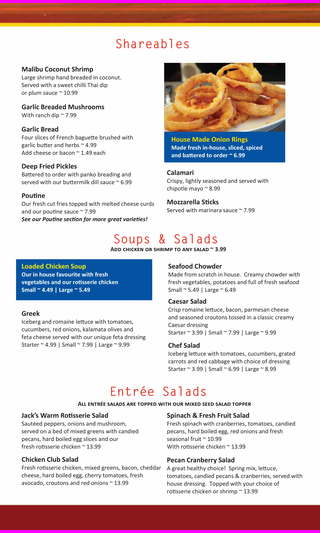 Shareables
Malibu Coconut Shrimp
Large shrimp hand breaded in coconut.
Served with a sweet chilli Thai dip
or plum sauce ~ 10.99
Garlic Breaded Mushrooms
With ranch dip ~ 7.99
Garlic Bread
Four slices of French baguette brushed with
garlic butter and herbs ~ 4.99
Add cheese or bacon ~ 1.49 each
Deep Fried Pickles
Battered to order with panko breading and
served with our buttermilk dill sauce ~ 6.99
Poutine
Our fresh cut fries topped with melted cheese curds
and our poutine sauce ~ 7.99
See our Poutine section for more great varieties!
House Made Onion Rings
Made fresh in-house, sliced, spiced
and battered to order ~ 6.99
Calamari
Crispy, lightly seasoned and served with
chipotle mayo ~ 8.99
Mozzarella Sticks
Served with marinara sauce ~ 7.99
Soups & Salads
Add chicken or shrimp to any salad ~ 3.99
Loaded Chicken Soup
Our in house favourite with fresh
vegetables and our rotisserie chicken
Small ~ 4.49 | Large ~ 5.49
Greek
Iceberg and romaine lettuce with tomatoes,
cucumbers, red onions, kalamata olives and
feta cheese served with our unique feta dressing
Starter ~ 4.99 | Small ~ 7.99 | Large ~ 9.99
Seafood Chowder
Made from scratch in house. Creamy chowder with
fresh vegetables, potatoes and full of fresh seafood
Small ~ 5.49 | Large ~ 6.49
Caesar Salad
Crisp romaine lettuce, bacon, parmesan cheese
and seasoned croutons tossed in a classic creamy
Caesar dressing
Starter ~ 3.99 | Small ~ 7.99 | Large ~ 9.99
Chef Salad
Iceberg lettuce with tomatoes, cucumbers, grated
carrots and red cabbage with choice of dressing
Starter ~ 3.99 | Small ~ 6.99 | Large ~ 8.99
Entrée Salads
All entrée salads are topped with our mixed seed salad topper
Jack's Warm Rotisserie Salad
Sautéed peppers, onions and mushroom,
served on a bed of mixed greens with candied
pecans, hard boiled egg slices and our
fresh rotisserie chicken ~ 13.99
Chicken Club Salad
Fresh rotisserie chicken, mixed greens, bacon, cheddar
cheese, hard boiled egg, cherry tomatoes, fresh
avocado, croutons and red onions ~ 13.99
Spinach & Fresh Fruit Salad
Fresh spinach with cranberries, tomatoes, candied
pecans, hard boiled egg, red onions and fresh
seasonal fruit ~ 10.99
With rotisserie chicken ~ 13.99
Pecan Cranberry Salad
A great healthy choice! Spring mix, lettuce,
tomatoes, candied pecans & cranberries, served with
house dressing. Topped with your choice of
rotisserie chicken or shrimp ~ 13.99